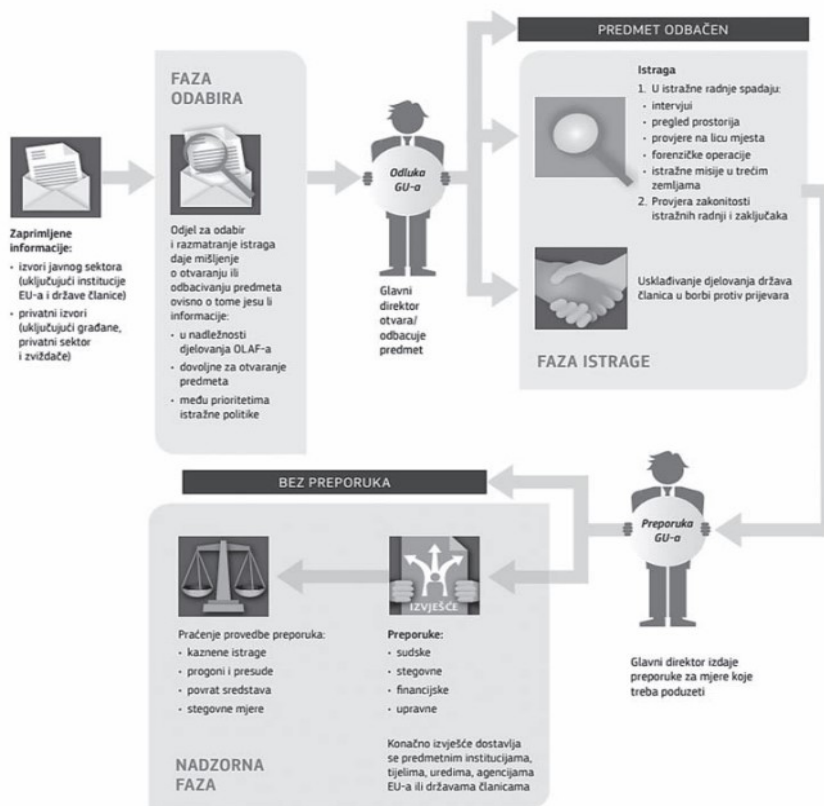 Zaprimljene
informacije:
• izvori javnog sektora
(uključujući institucije
EU-a i države članice)
• privatni izvori
(uključujući građane,
privatni sektor
i zviždače)
FAZA
ODABIRA
Odjel za odabir
i razmatranje istraga
daje mišljenje
o otvaranju ili
odbacivanju predmeta
ovisno o tome jesu li
informacije:
• u nadležnosti
djelovanja OLAF-a
• dovoljne za otvaranje
predmeta
• među prioritetima
istražne politike
Odluka
GU-a
Glavni
direktor
otvara/
odbacuje
predmet
PREDMET ODBAČEN
Istraga
1. U istražne radnje spadaju:
• intervjui
• pregled prostorija
• provjere na licu mjesta
• forenzičke operacije
• istražne misije u trećim
zemljama
2. Provjera zakonitosti
istražnih radnji i zaključaka
Usklađivanje djelovanja država
članica u borbi protiv prijevara
FAZA ISTRAGE
Preporuka
GU-a
Glavni direktor izdaje
preporuke za mjere koje
treba poduzeti
BEZ PREPORUKA
IZVJEŠĆE
Preporuke:
• sudske
• stegovne
• financijske
• upravne
Konačno izvješće dostavlja
se predmetnim institucijama,
tijelima, uredima, agencijama
EU-a ili državama članicama
Praćenje provedbe preporuka:
• kaznene istrage
• progoni i presude
• povrat sredstava
• stegovne mjere
NADZORNA
FAZA